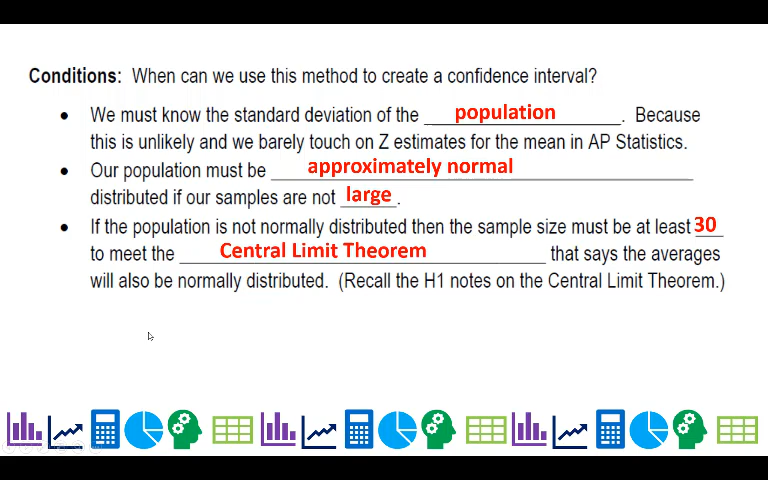 Conditions: When can we use this method to create a confidence interval?
• We must know the standard deviation of the population. Because
this is unlikely and we barely touch on Z estimates for the mean in AP Statistics.
• Our population must be approximately normal
distributed if our samples are not large.
• If the population is not normally distributed then the sample size must be at least 30
to meet the Central Limit Theorem that says the averages
will also be normally distributed. (Recall the H1 notes on the Central Limit Theorem.)